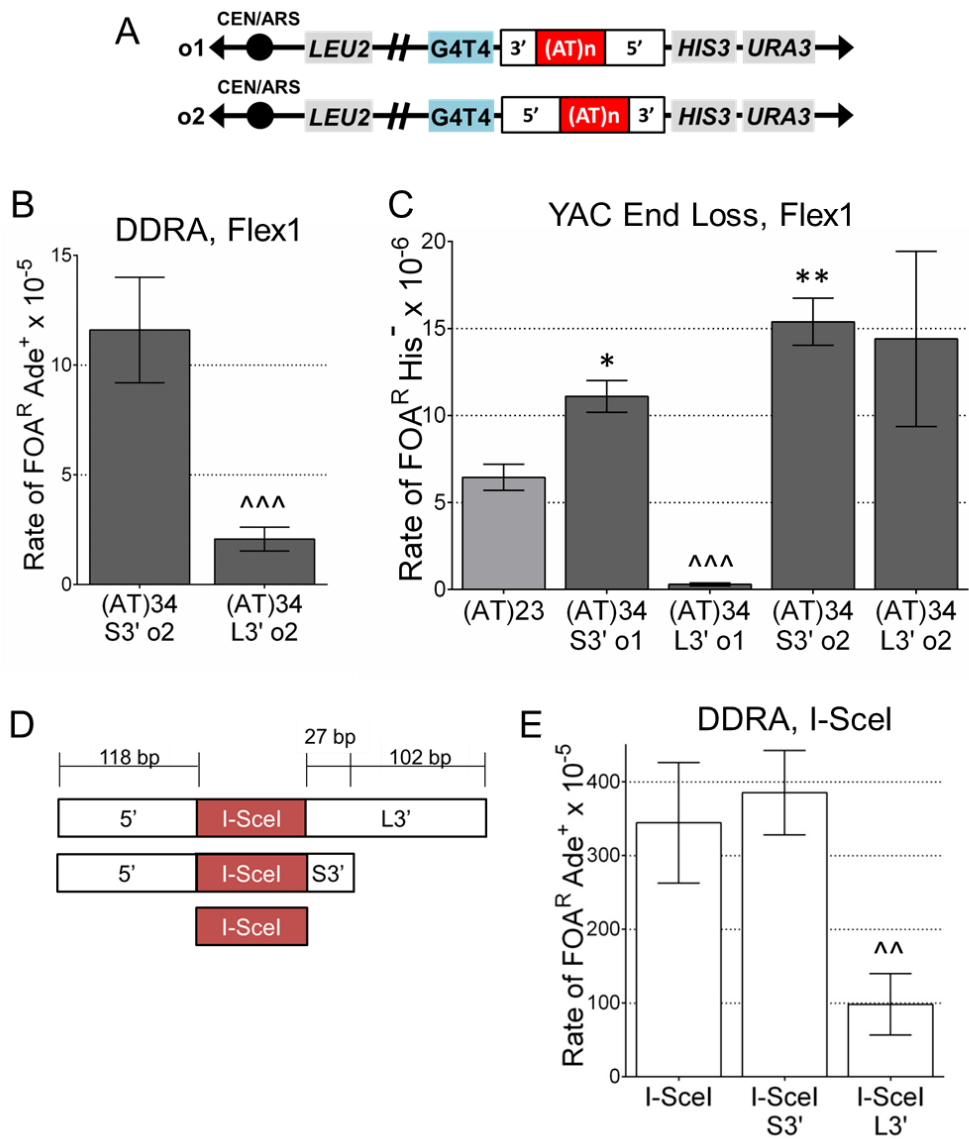 A
CEN/ARS
o1 LEU2 G4T4 3’ (AT)n 5’ HIS3 URA3
CEN/ARS
o2 LEU2 G4T4 5’ (AT)n 3’ HIS3 URA3
B
DDRA, Flex1
Rate of FOA^R Ade^+ x 10^-5
15
10
5
0
^^^
(AT)34 (AT)34
S3' o2 L3' o2
C
YAC End Loss, Flex1
Rate of FOA^R His^- x 10^-6
20
15
10
5
0
*
^^^
**
(AT)23 (AT)34 (AT)34 (AT)34 (AT)34
S3' o1 L3' o1 S3' o2 L3' o2
D
27 bp
118 bp 102 bp
5’ I-SceI L3’
5’ I-SceI S3’
I-SceI
E
DDRA, I-SceI
Rate of FOA^R Ade^+ x 10^-5
400
300
200
100
0
^^
I-SceI I-SceI I-SceI
S3' L3'